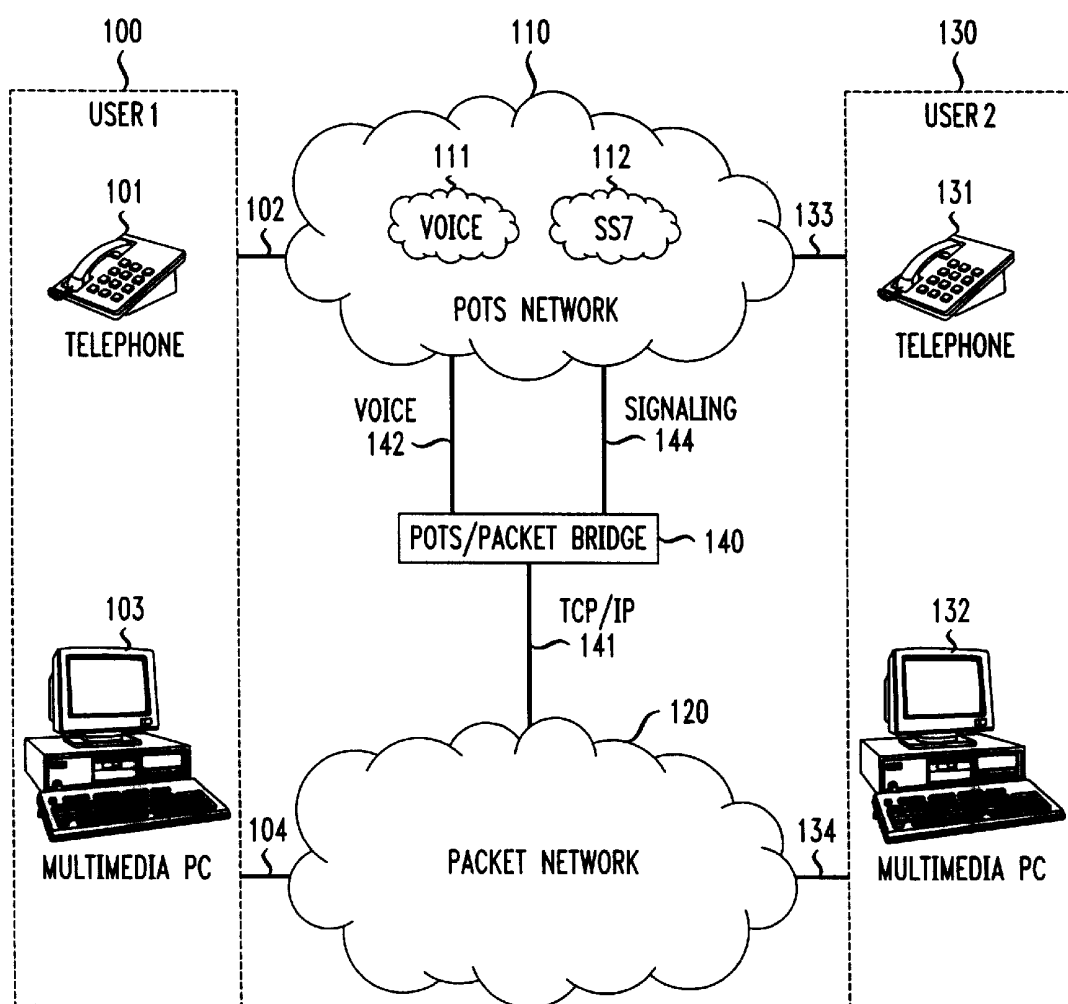 100
110
130
USER 1
USER 2
111
112
101
102
VOICE
SS7
133
131
POTS NETWORK
TELEPHONE
TELEPHONE
VOICE
142
SIGNALING
144
POTS/PACKET BRIDGE
140
103
TCP/IP
141
132
120
104
PACKET NETWORK
134
MULTIMEDIA PC
MULTIMEDIA PC